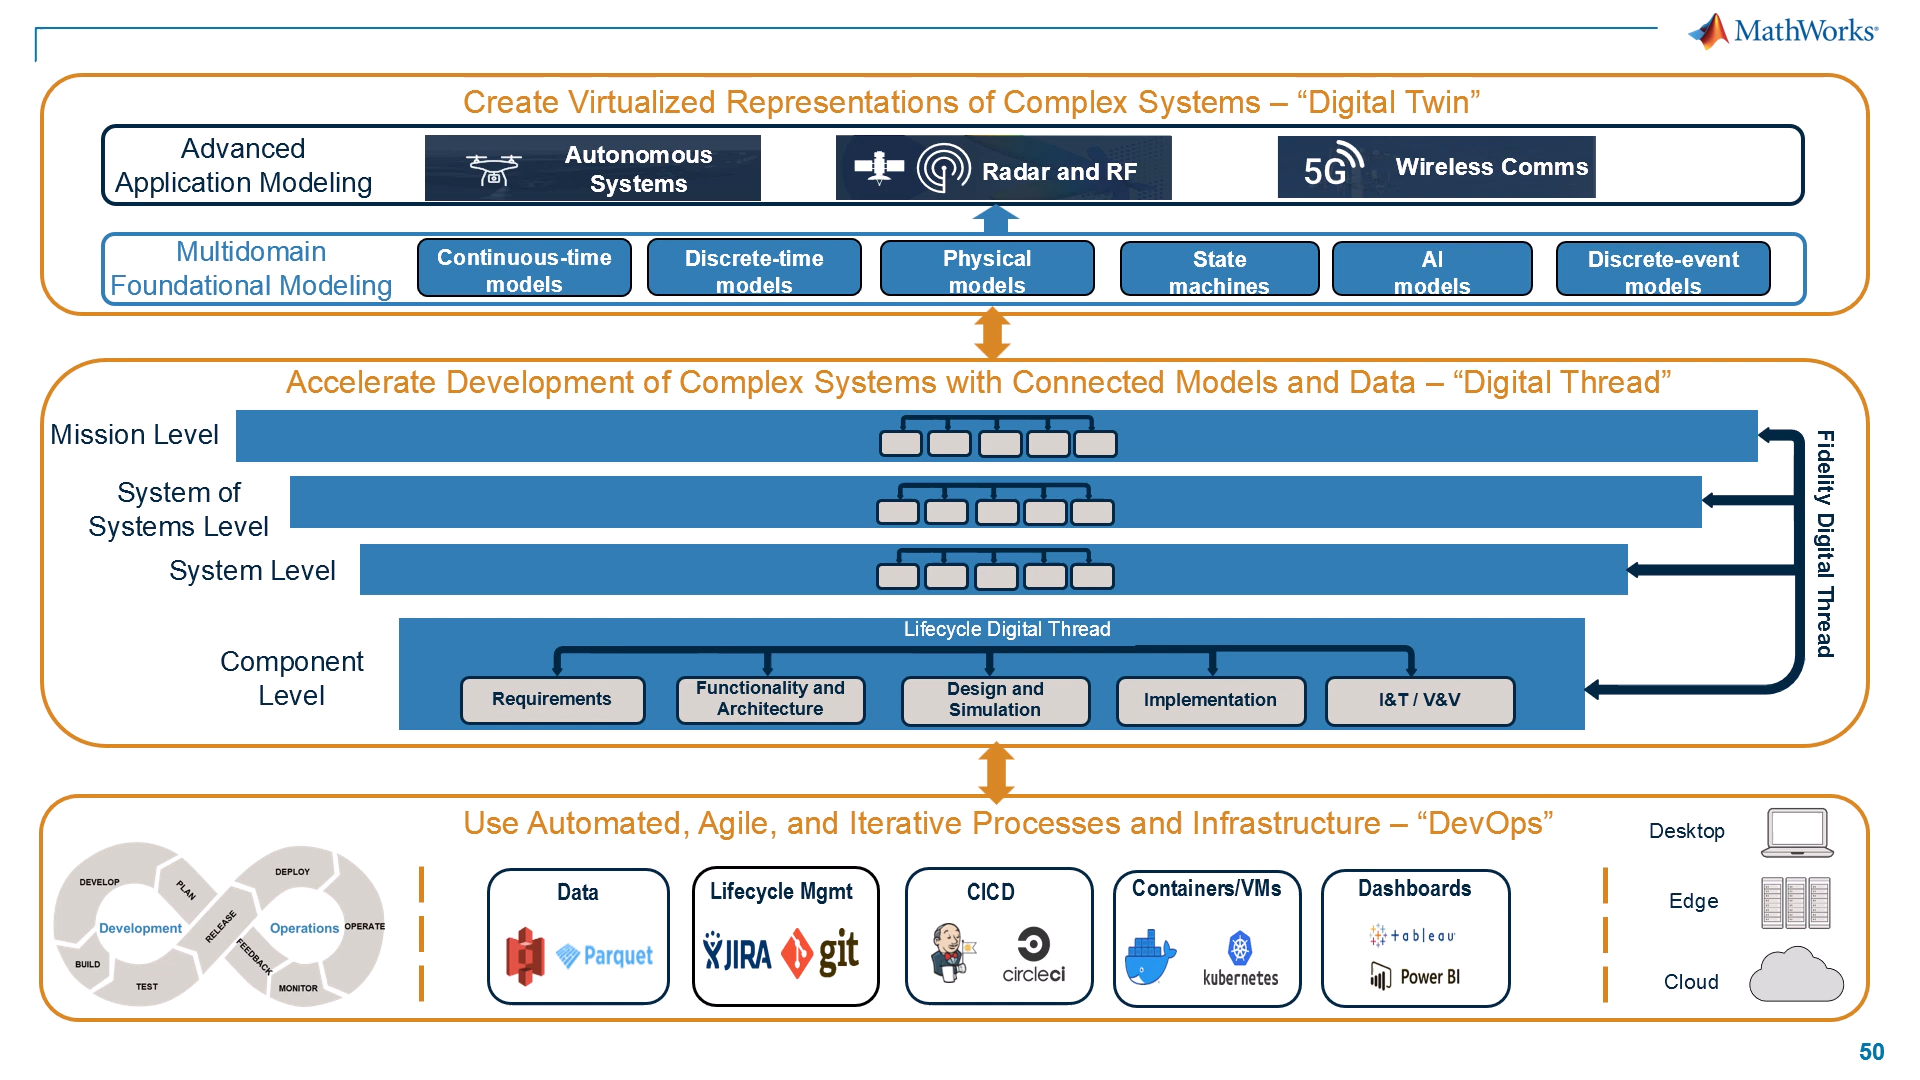 MathWorks®
Create Virtualized Representations of Complex Systems – “Digital Twin”
Advanced
Application Modeling
Autonomous
Systems
Radar and RF
5G
Wireless Comms
Multidomain
Foundational Modeling
Continuous-time
models
Discrete-time
models
Physical
models
State
machines
AI
models
Discrete-event
models
Accelerate Development of Complex Systems with Connected Models and Data – “Digital Thread”
Mission Level
System of
Systems Level
System Level
Component
Level
Fidelity Digital Thread
Lifecycle Digital Thread
Requirements
Functionality and
Architecture
Design and
Simulation
Implementation
I&T / V&V
Use Automated, Agile, and Iterative Processes and Infrastructure – “DevOps”
DEVELOP
PLAN
DEPLOY
Development
RELEASE
Operations
OPERATE
BUILD
FEEDBACK
TEST
MONITOR
Data
Parquet
Lifecycle Mgmt
JIRA
git
CICD
circleci
Containers/VMs
kubernetes
Dashboards
tableau
Power BI
Desktop
Edge
Cloud
50